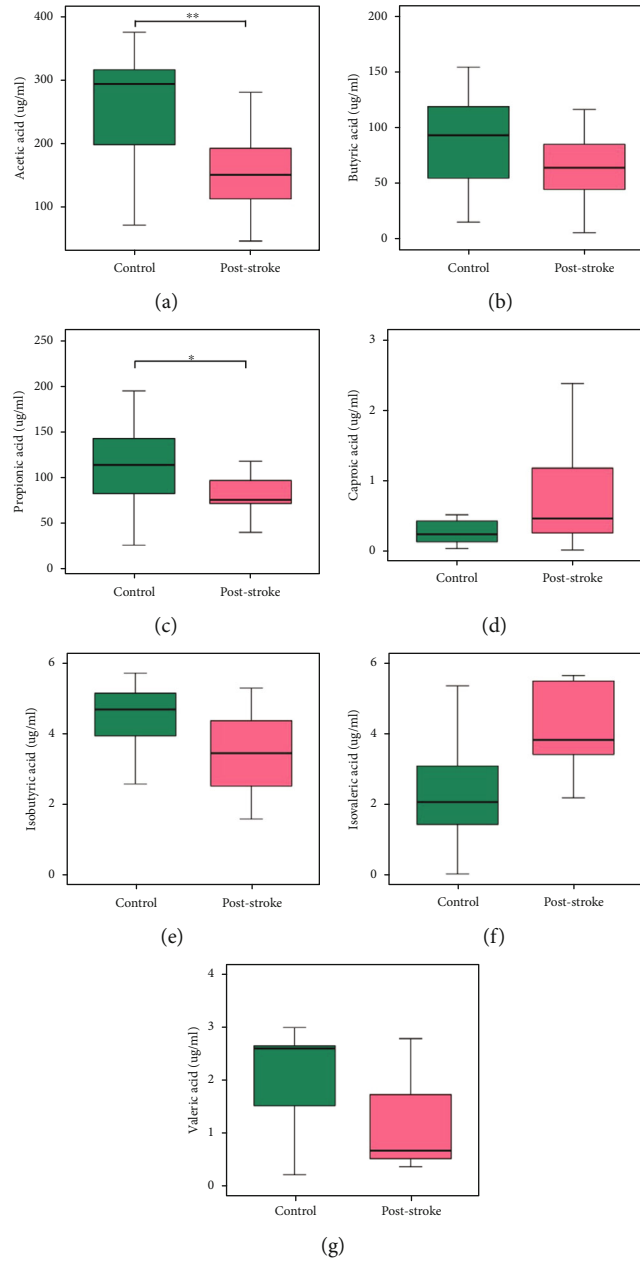 Acetic acid (ug/ml)
400
300
200
100
**
Control
Post-stroke
(a)
Butyric acid (ug/ml)
200
150
100
50
0
Control
Post-stroke
(b)
Propionic acid (ug/ml)
250
200
150
100
50
0
*
Control
Post-stroke
(c)
Caproic acid (ug/ml)
3
2
1
0
Control
Post-stroke
(d)
Isobutyric acid (ug/ml)
6
4
2
0
Control
Post-stroke
(e)
Isovaleric acid (ug/ml)
6
4
2
0
Control
Post-stroke
(f)
Valeric acid (ug/ml)
4
3
2
1
0
Control
Post-stroke
(g)